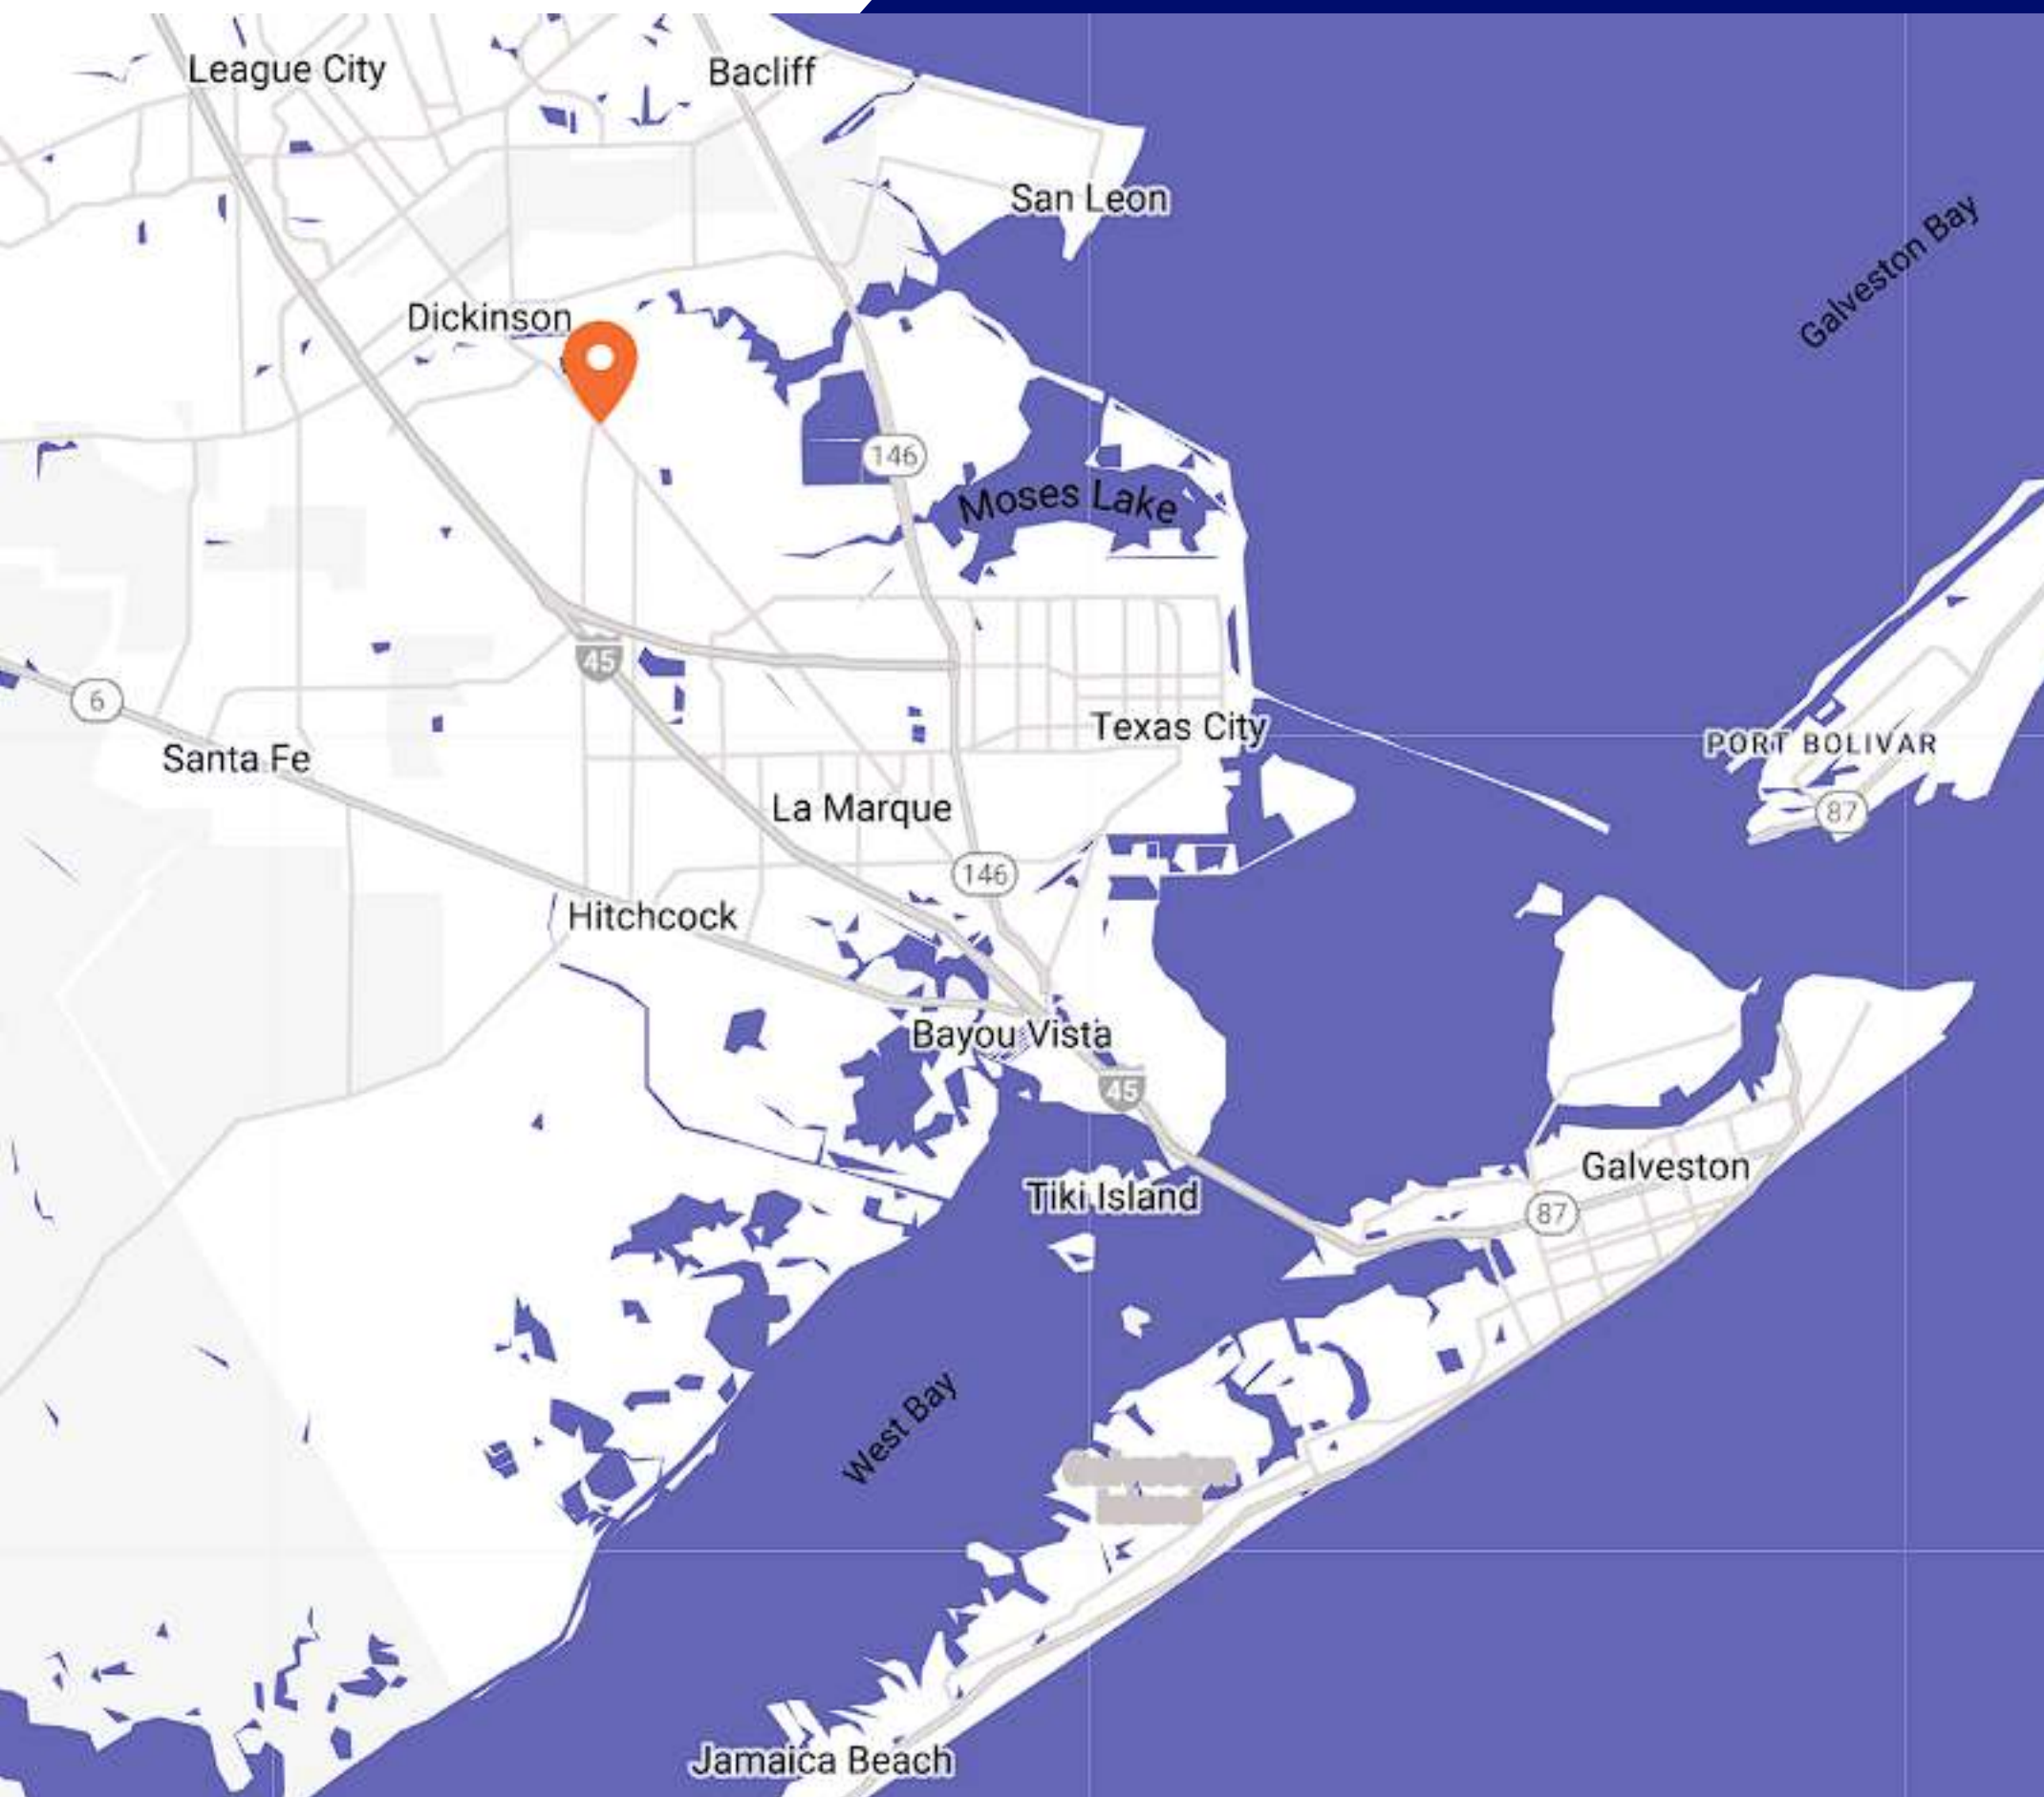 League City
Bacliff
San Leon
Galveston Bay
Dickinson
146
Moses Lake
45
6
Texas City
Santa Fe
PORT BOLIVAR
La Marque
87
146
Hitchcock
Bayou Vista
45
Galveston
Tiki Island
87
West Bay
Jamaica Beach